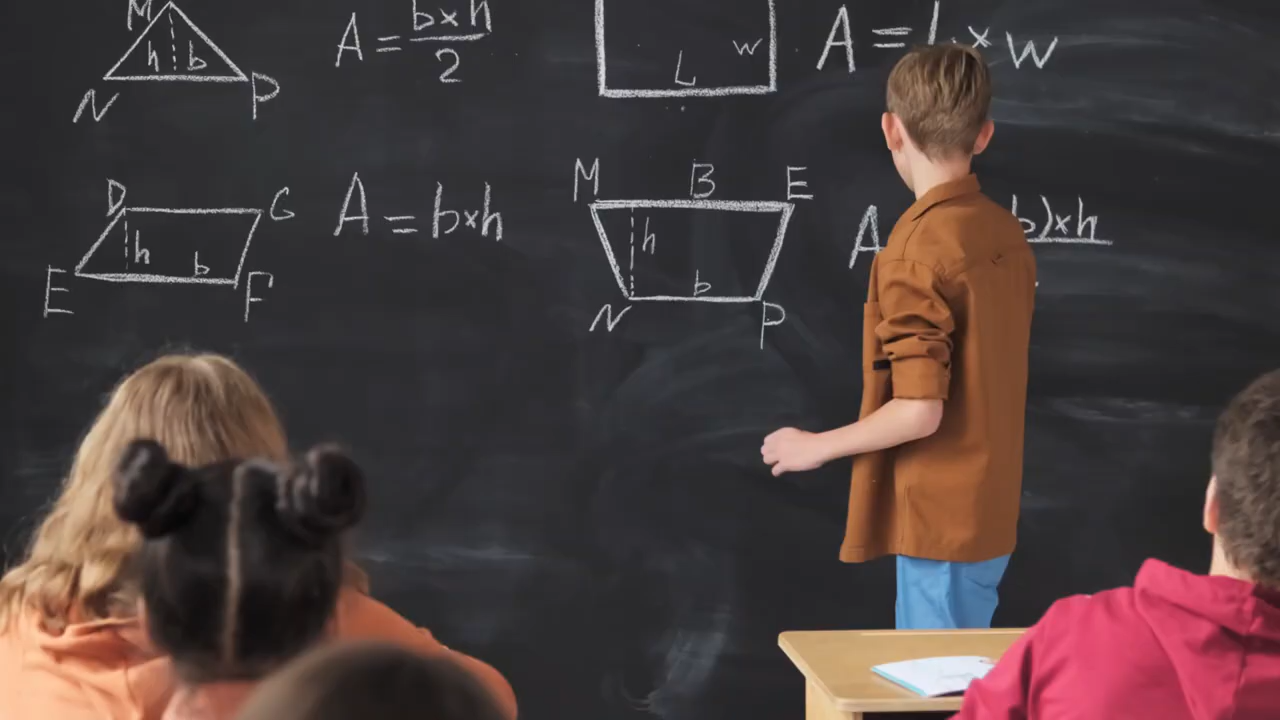 M
h b
N P
A = b×h
2
L w
A = L × w
D G
h b
E F
A = b×h
M B E
h
b
N P
A b)×h